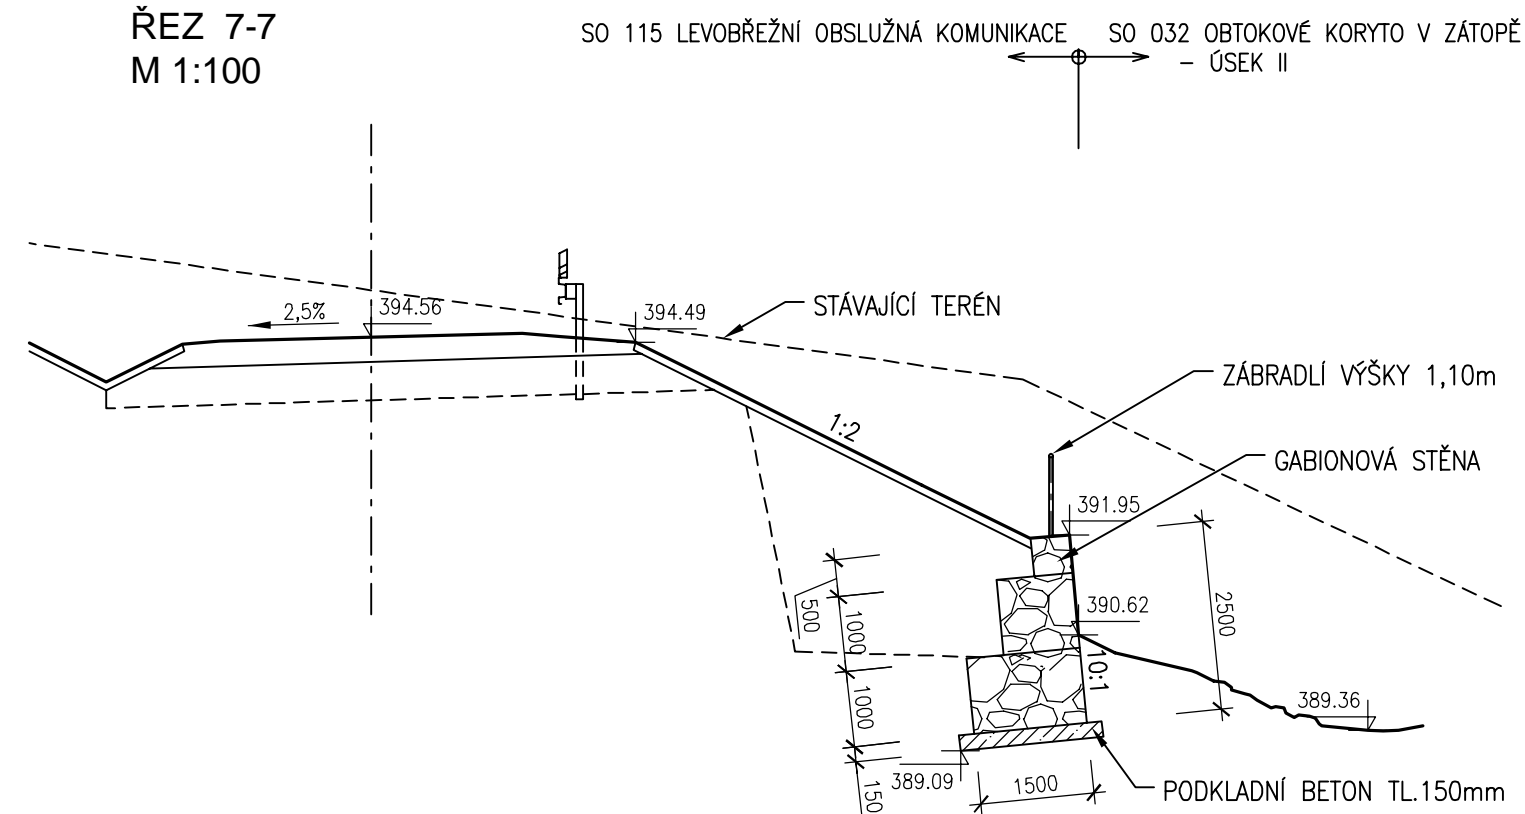 ŘEZ 7-7
M 1:100
SO 115 LEVOBŘEŽNÍ OBSLUŽNÁ KOMUNIKACE
SO 032 OBTOKOVÉ KORYTO V ZÁTOPĚ
- ÚSEK II
2,5%
394.56
394.49
STÁVAJÍCÍ TERÉN
ZÁBRADLÍ VÝŠKY 1,10m
1:2
GABIONOVÁ STĚNA
391.95
500
1000
390.62
2500
10:1
1000
389.36
389.09
150
1500
PODKLADNÍ BETON TL.150mm